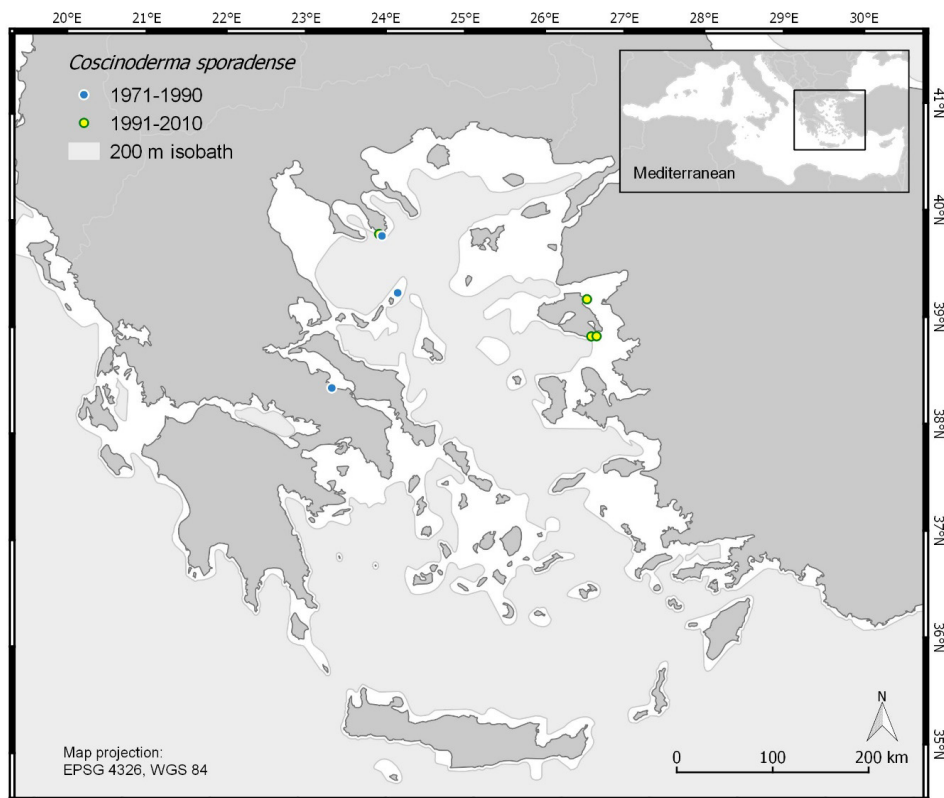 20°E 21°E 22°E 23°E 24°E 25°E 26°E 27°E 28°E 29°E 30°E
Coscinoderma sporadense
1971-1990
1991-2010
200 m isobath
Mediterranean
41°N
40°N
39°N
38°N
37°N
36°N
35°N
N
0 100 200 km
Map projection:
EPSG 4326, WGS 84